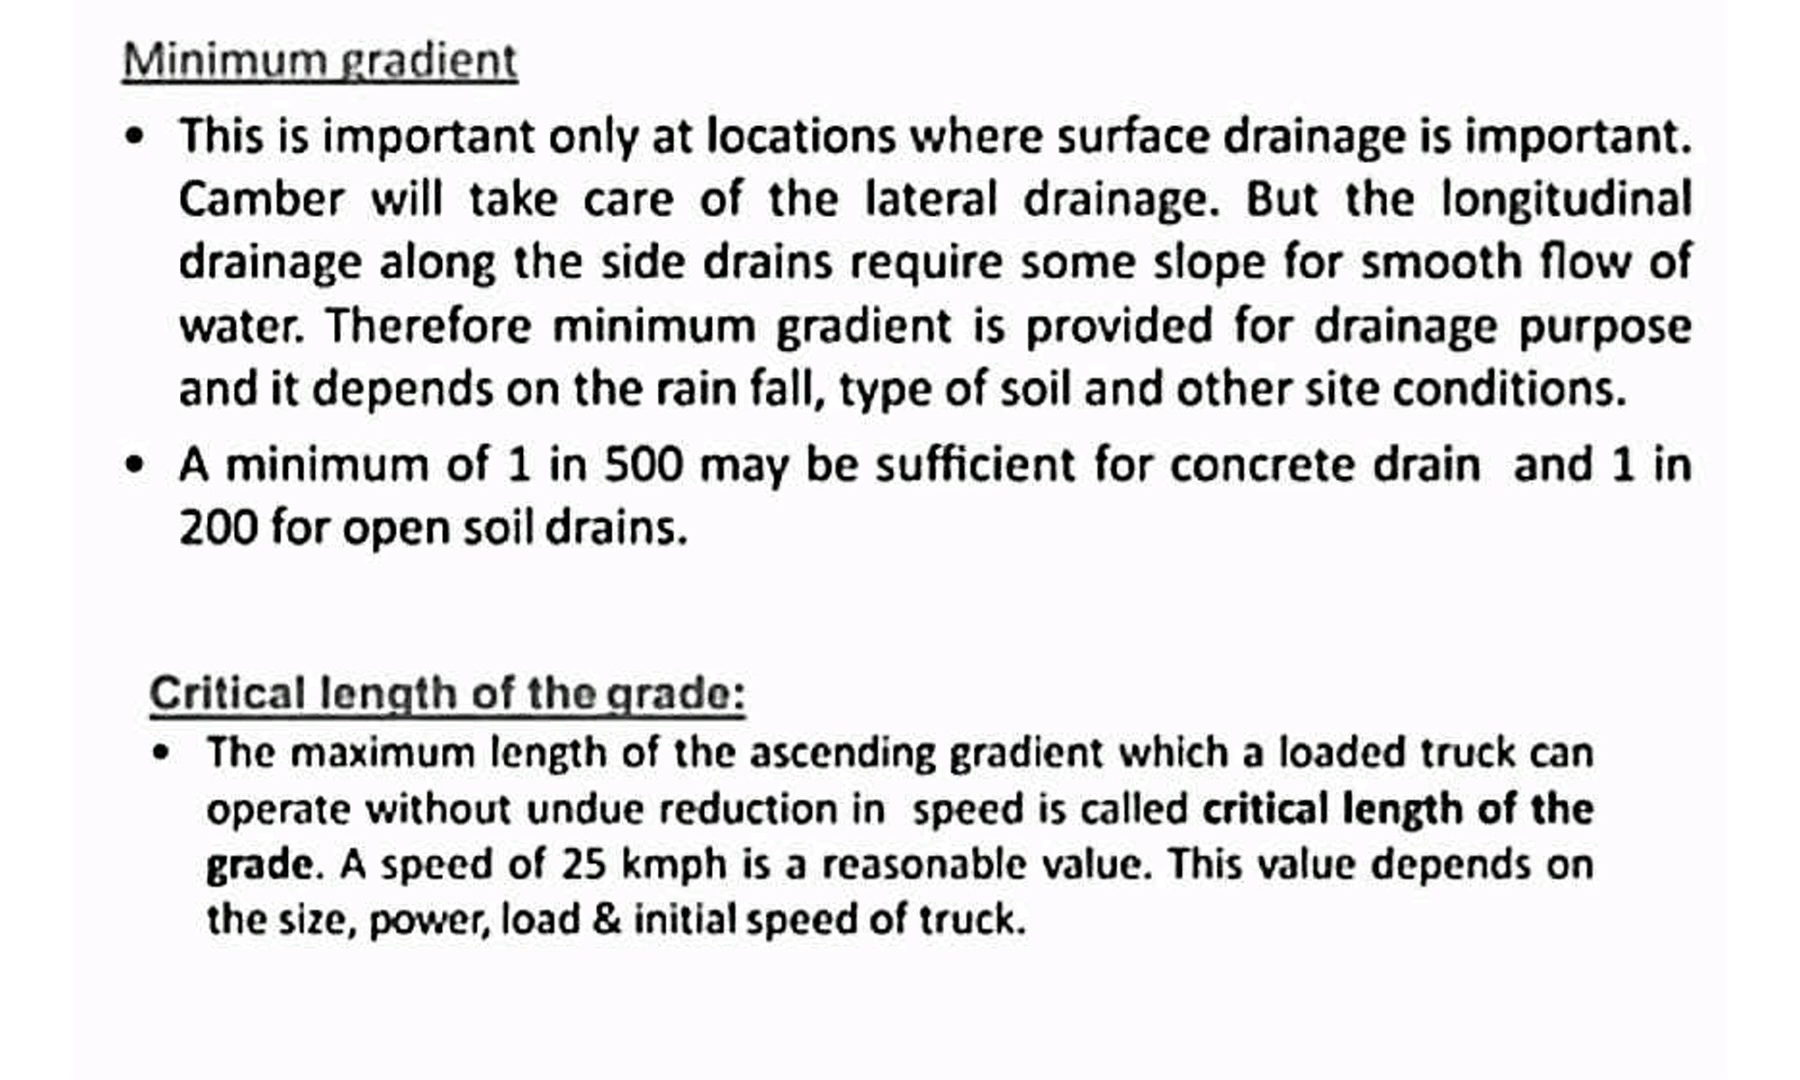 Minimum gradient
• This is important only at locations where surface drainage is important.
Camber will take care of the lateral drainage. But the longitudinal
drainage along the side drains require some slope for smooth flow of
water. Therefore minimum gradient is provided for drainage purpose
and it depends on the rain fall, type of soil and other site conditions.
• A minimum of 1 in 500 may be sufficient for concrete drain and 1 in
200 for open soil drains.
Critical length of the grade:
• The maximum length of the ascending gradient which a loaded truck can
operate without undue reduction in speed is called critical length of the
grade. A speed of 25 kmph is a reasonable value. This value depends on
the size, power, load & initial speed of truck.